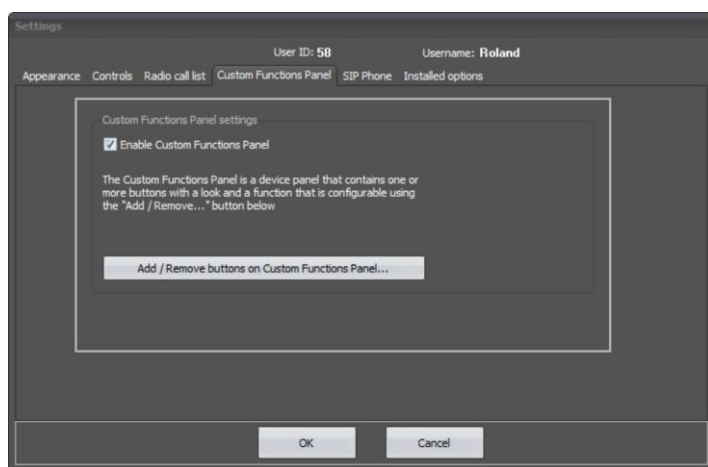 Settings
User ID: 58 Username: Roland
Appearance Controls Radio call list Custom Functions Panel SIP Phone Installed options
Custom Functions Panel settings
Enable Custom Functions Panel
The Custom Functions Panel is a device panel that contains one or
more buttons with a look and a function that is configurable using
the "Add / Remove..." button below
Add / Remove buttons on Custom Functions Panel...
OK Cancel